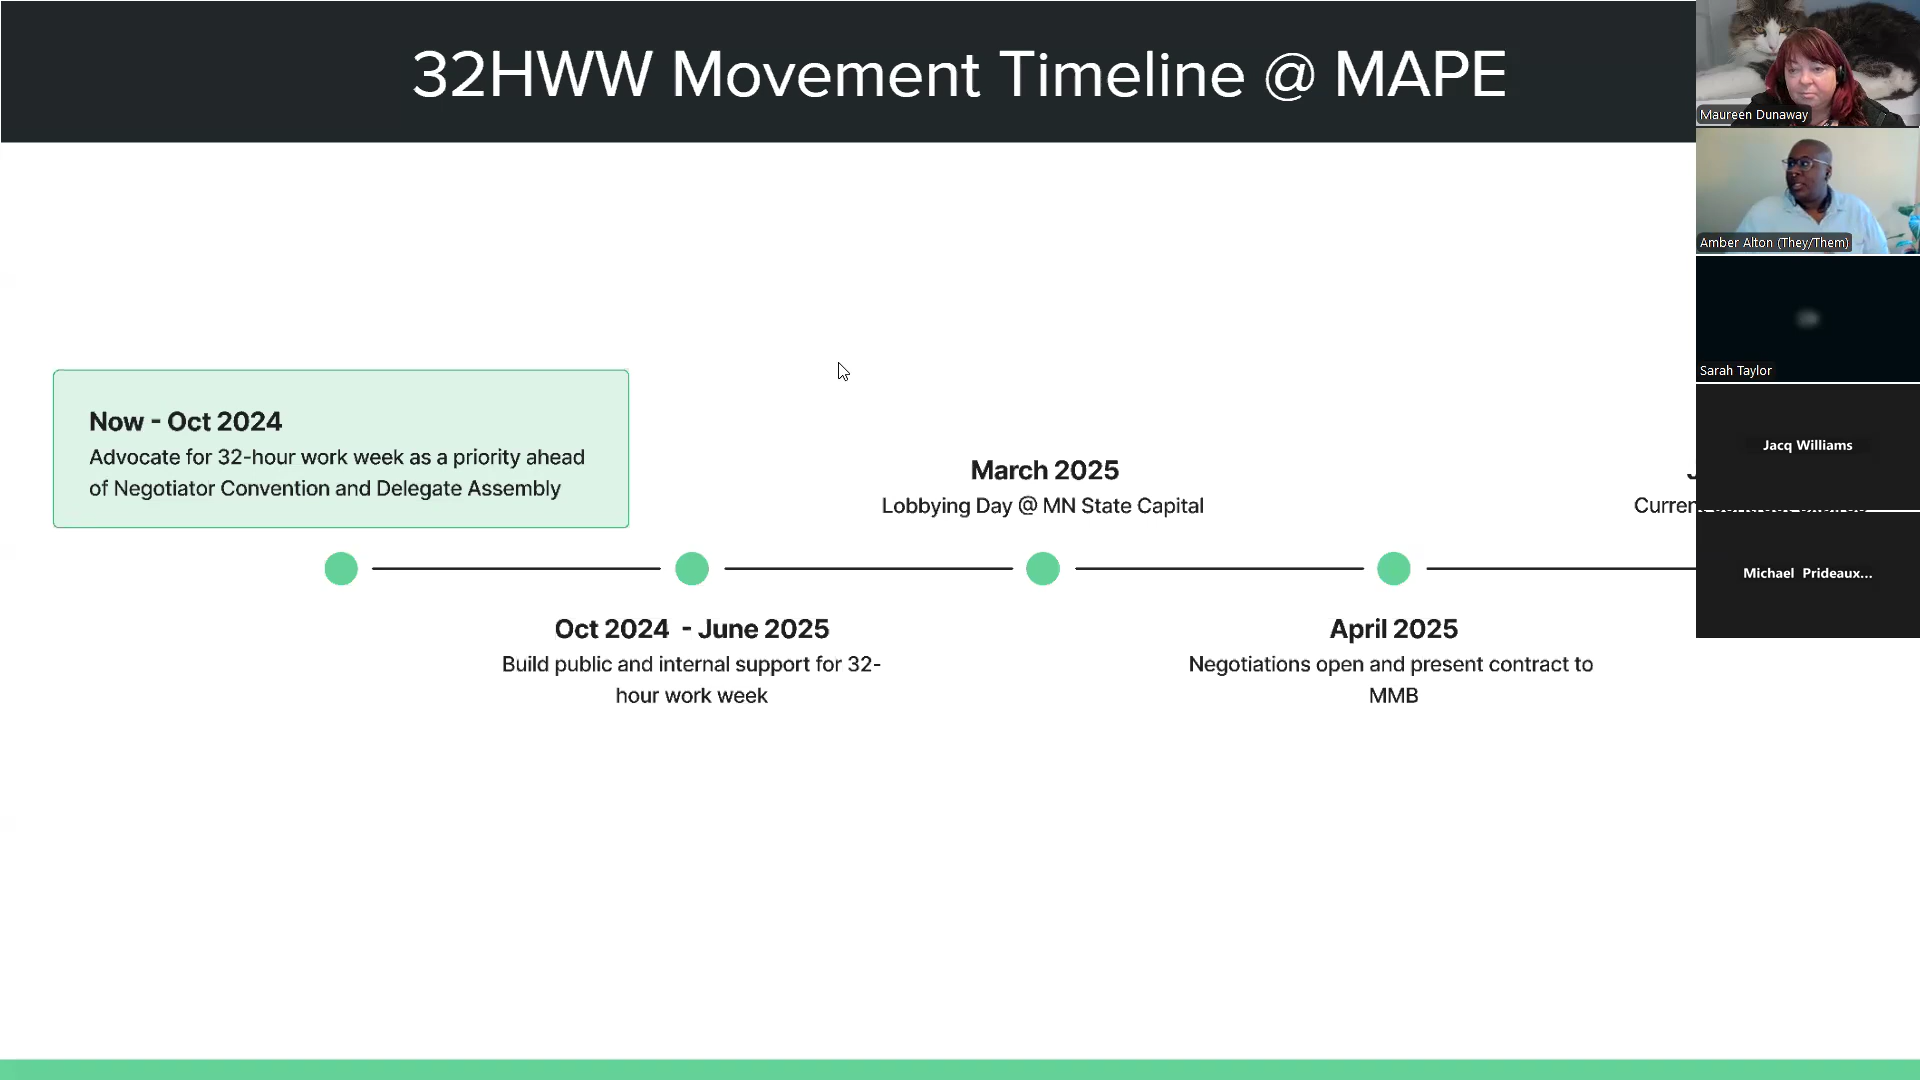 32HWW Movement Timeline @ MAPE
Now - Oct 2024
Advocate for 32-hour work week as a priority ahead
of Negotiator Convention and Delegate Assembly
March 2025
Lobbying Day @ MN State Capital
Oct 2024 - June 2025
Build public and internal support for 32-
hour work week
April 2025
Negotiations open and present contract to
MMB
Maureen Dunaway
Amber Alton (They/Them)
Sarah Taylor
Jacq Williams
Michael Prideaux...